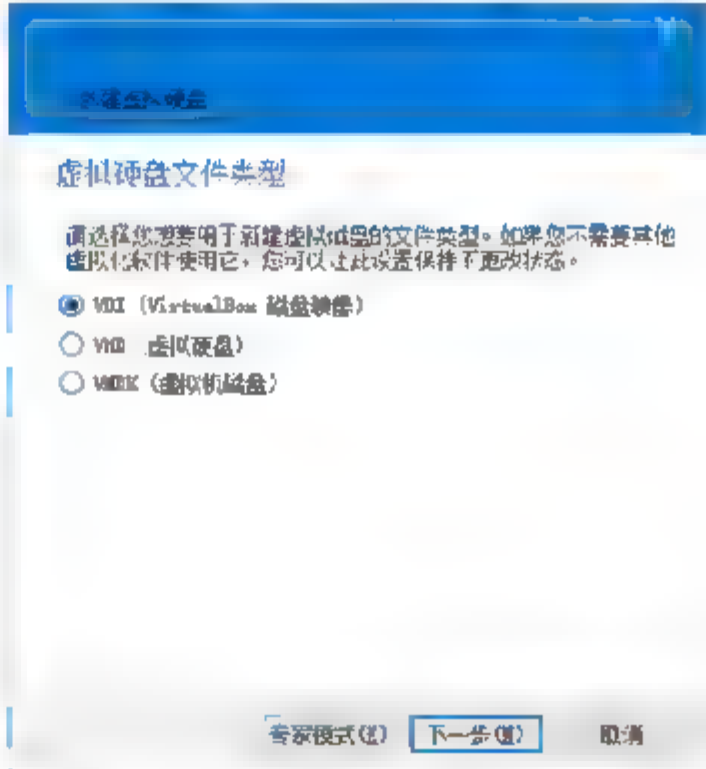 创建虚拟硬盘
虚拟硬盘文件类型
请选择您想要用于新建虚拟磁盘的文件类型。如果您不需要其他
虚拟化软件使用它，您可以让此设置保持不更改状态。
VDI (VirtualBox 磁盘映像)
VHD (虚拟硬盘)
VMDK (虚拟机磁盘)
专家模式(E)
下一步(N)
取消